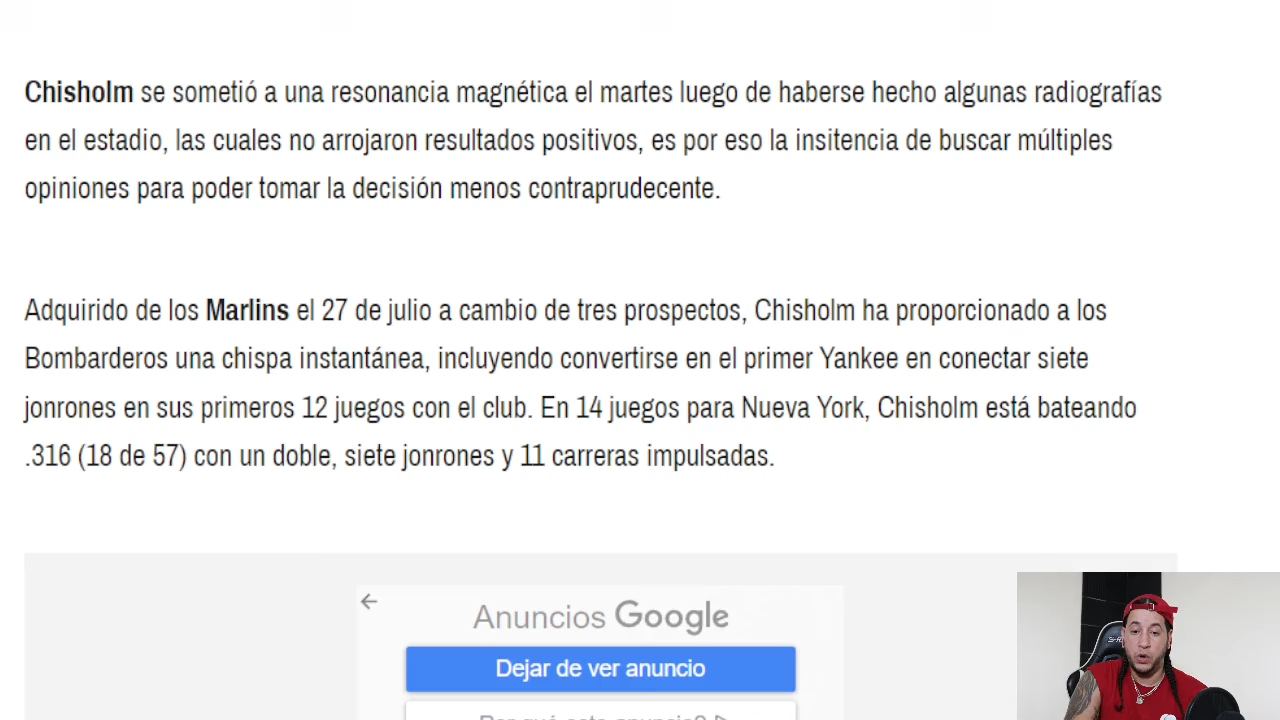 Chisholm se sometió a una resonancia magnética el martes luego de haberse hecho algunas radiografías
en el estadio, las cuales no arrojaron resultados positivos, es por eso la insitencia de buscar múltiples
opiniones para poder tomar la decisión menos contraprudecente.
Adquirido de los Marlins el 27 de julio a cambio de tres prospectos, Chisholm ha proporcionado a los
Bombarderos una chispa instantánea, incluyendo convertirse en el primer Yankee en conectar siete
jonrones en sus primeros 12 juegos con el club. En 14 juegos para Nueva York, Chisholm está bateando
.316 (18 de 57) con un doble, siete jonrones y 11 carreras impulsadas.
Anuncios Google
Dejar de ver anuncio
Por qué este anuncio?